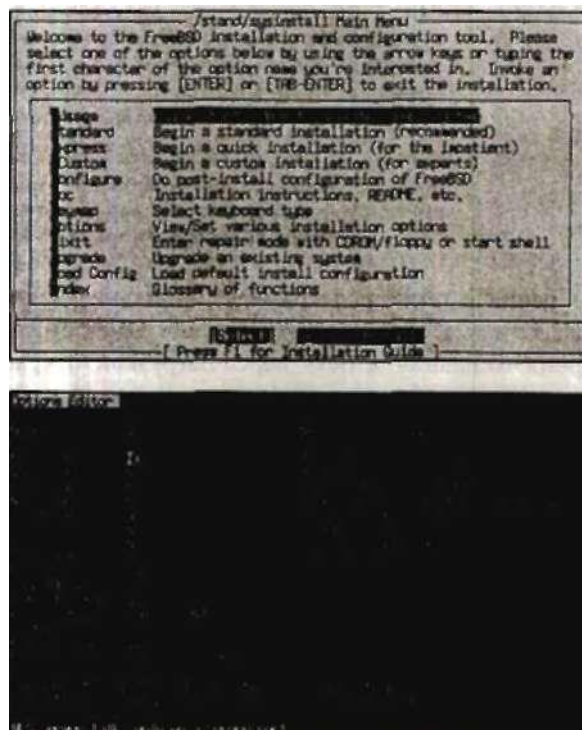 /stand/sysinstall Main Menu
Welcome to the FreeBSD installation and configuration tool. Please
select one of the options below by using the arrow keys or typing the
first character of the option name you're interested in. Invoke an
option by pressing [ENTER] or [TAB-ENTER] to exit the installation.
Usage
Standard Begin a standard installation (recommended)
Express Begin a quick installation (for the impatient)
Custom Begin a custom installation (for experts)
Configure Do post-install configuration of FreeBSD
Doc Installation instructions, README, etc.
Keymap Select keyboard type
Options View/Set various installation options
Fixit Enter repair mode with CDROM/floppy or start shell
Upgrade Upgrade an existing system
Load Config Load default install configuration
Index Glossary of functions
Select
[ Press F1 for Installation Guide ]
Options Editor